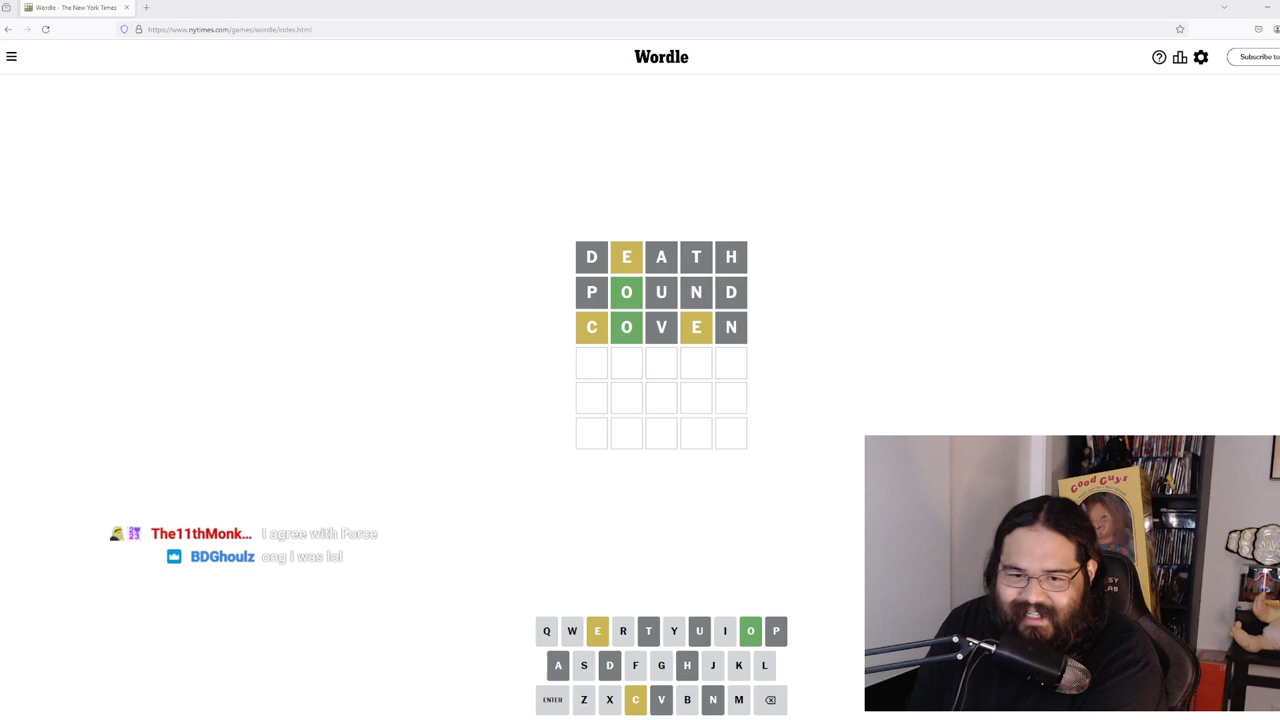 Wordle - The New York Times
https://www.nytimes.com/games/wordle/index.html
Wordle
Subscribe to
D E A T H
P O U N D
C O V E N
Good Guys
The11thMonk... I agree with Force
BDGhoulz ong i was lol
Q W E R T Y U I O P
A S D F G H J K L
ENTER Z X C V B N M